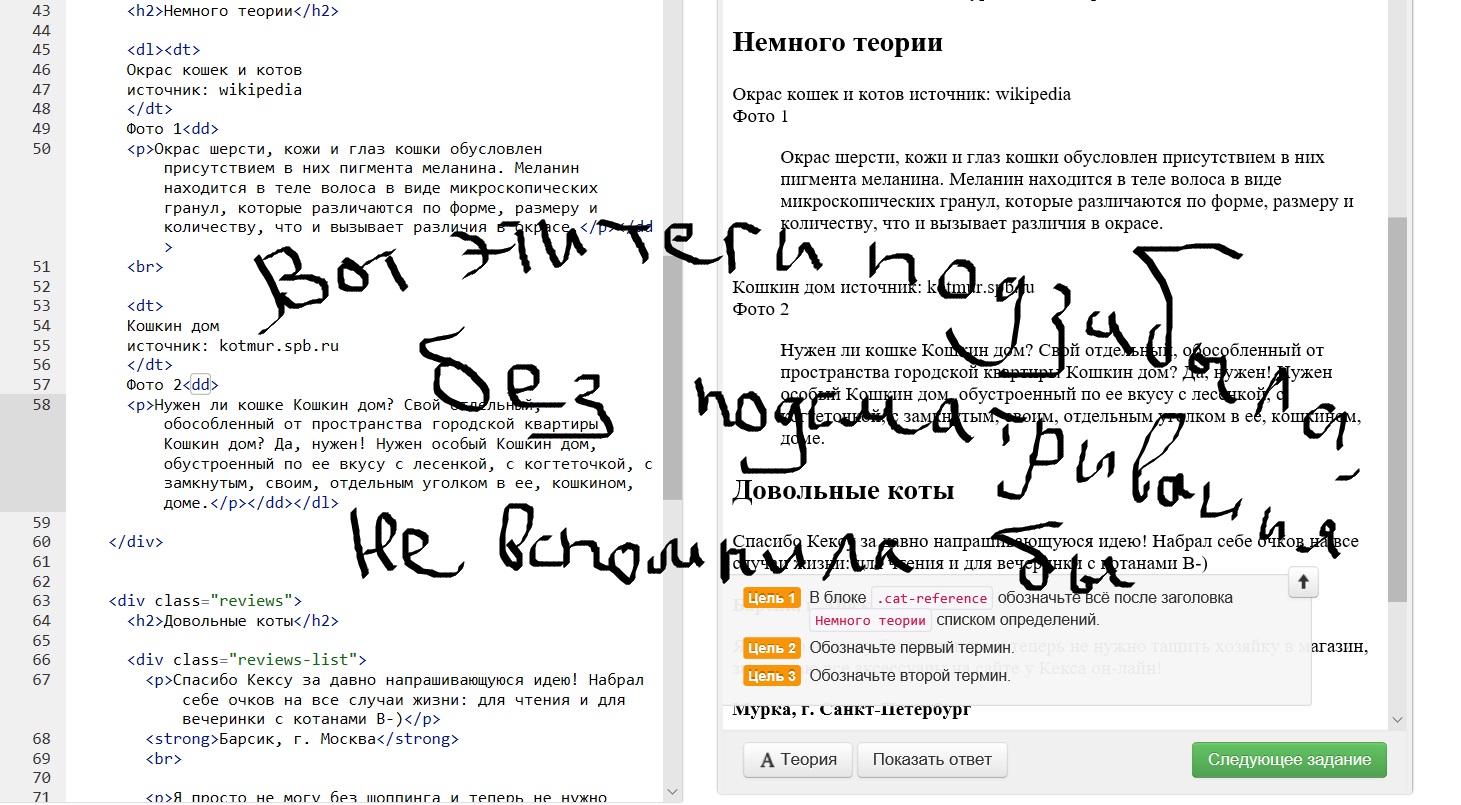 43 <h2>Немного теории</h2>
44
45 <dl><dt>
46 Окрас кошек и котов
47 источник: wikipedia
48 </dt>
49 Фото 1<dd>
50 <p>Окрас шерсти, кожи и глаз кошки обусловлен
присутствием в них пигмента меланина. Меланин
находится в теле волоса в виде микроскопических
гранул, которые различаются по форме, размеру и
количеству, что и вызывает различия в окрасе.</p></dd
>
51 <br>
52
53 <dt>
54 Кошкин дом
55 источник: kotmur.spb.ru
56 </dt>
57 Фото 2<dd>
58 <p>Нужен ли кошке Кошкин дом? Свой отдельный,
обособленный от пространства городской квартиры
Кошкин дом? Да, нужен! Нужен особый Кошкин дом,
обустроенный по ее вкусу с лесенкой, с когтеточкой, с
замкнутым, своим, отдельным уголком в ее, кошкином,
доме.</p></dd></dl>
59
60 </div>
61
62
63 <div class="reviews">
64 <h2>Довольные коты</h2>
65
66 <div class="reviews-list">
67 <p>Спасибо Кексу за давно напрашивающуюся идею! Набрал
себе очков на все случаи жизни: для чтения и для
вечеринки с котанами B-)</p>
68 <strong>Барсик, г. Москва</strong>
69 <br>
70
71 <p>Я просто не могу без шоппинга и теперь не нужно
Немного теории
Окрас кошек и котов источник: wikipedia
Фото 1
Окрас шерсти, кожи и глаз кошки обусловлен присутствием в них
пигмента меланина. Меланин находится в теле волоса в виде
микроскопических гранул, которые различаются по форме, размеру и
количеству, что и вызывает различия в окрасе.
Кошкин дом источник: kotmur.spb.ru
Фото 2
Нужен ли кошке Кошкин дом? Свой отдельный, обособленный от
пространства городской квартиры Кошкин дом? Да, нужен! Нужен
особый Кошкин дом, обустроенный по ее вкусу с лесенкой, с
когтеточкой, с замкнутым, своим, отдельным уголком в ее, кошкином,
доме.
Довольные коты
Спасибо Кексу за давно напрашивающуюся идею! Набрал себе очков на все
случаи жизни: для чтения и для вечеринки с котанами B-)
теперь не нужно тащить хозяйку в магазин,
все аксессуары на сайте у Кекса он-лайн!
Мурка, г. Санкт-Петербург
Цель 1 В блоке .cat-reference обозначьте всё после заголовка
Немного теории списком определений.
Цель 2 Обозначьте первый термин.
Цель 3 Обозначьте второй термин.
A Теория Показать ответ Следующее задание
Вот эти теги подзабыла
без подсматривания
не вспомнила бы